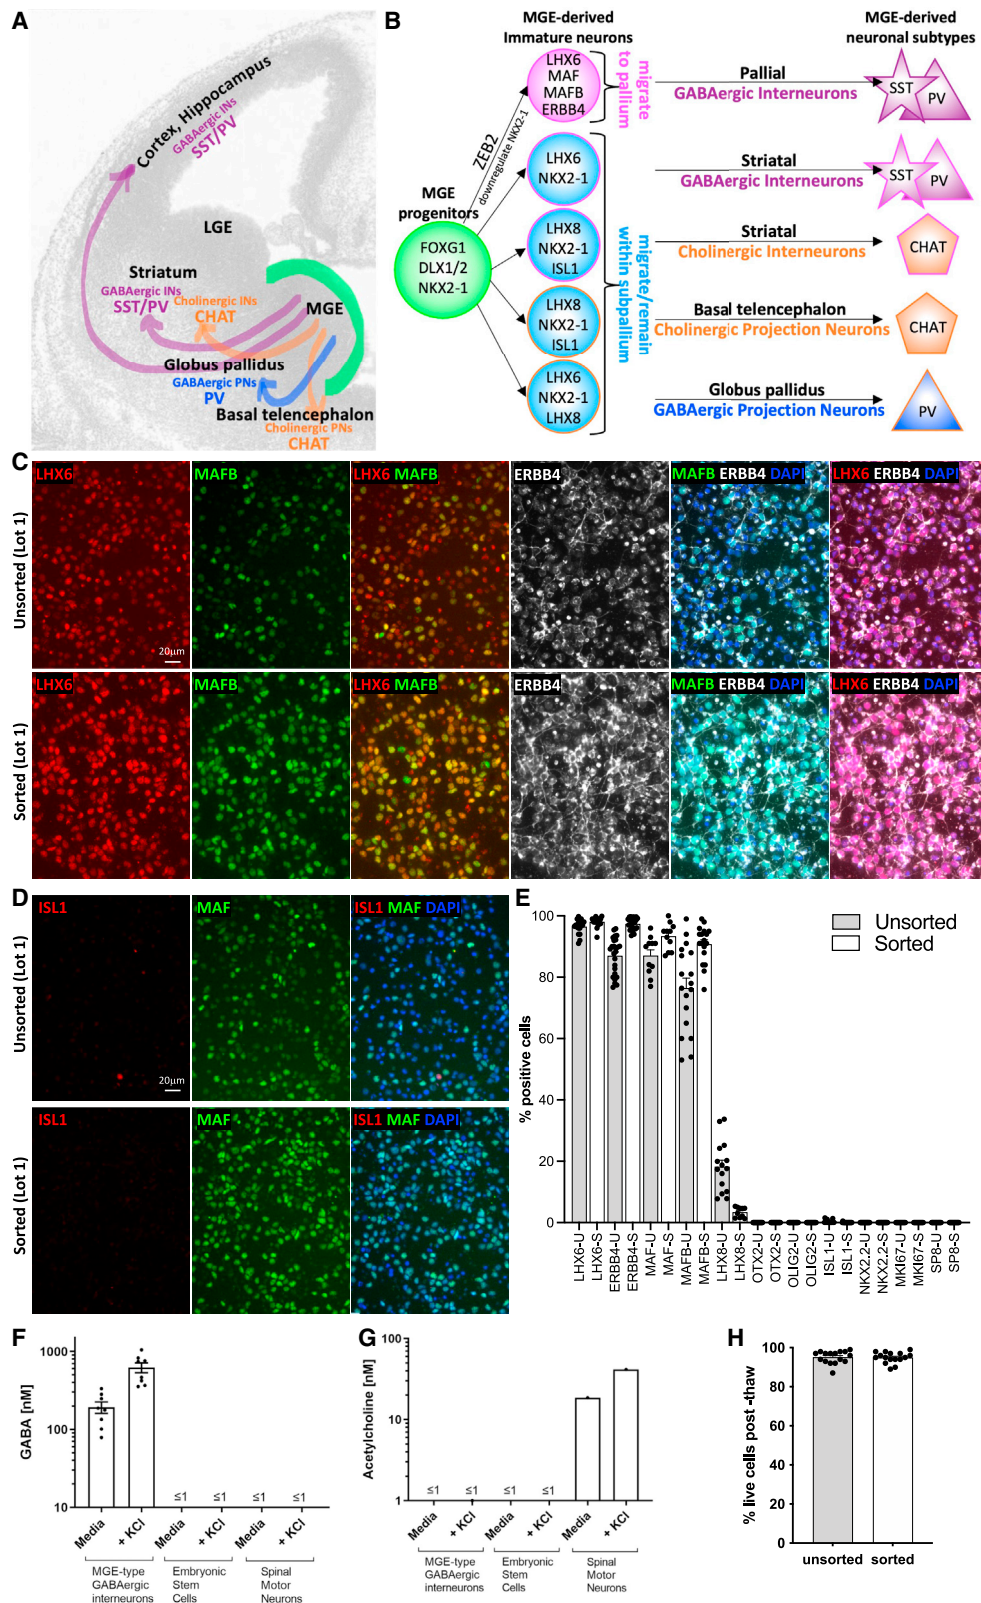 A
Cortex, Hippocampus
GABAergic INs
SST/PV
LGE
Striatum
GABAergic INs
SST/PV
Cholinergic INs
CHAT
MGE
Globus pallidus
GABAergic PNs
PV
Basal telencephalon
Cholinergic PNs
CHAT
B
MGE-derived
Immature neurons
MGE-derived
neuronal subtypes
MGE
progenitors
FOXG1
DLX1/2
NKX2-1
ZEB2
downregulate NKX2-1
LHX6
MAF
MAFB
ERBB4
migrate
to pallium
Pallial
GABAergic Interneurons
SST
PV
LHX6
NKX2-1
Striatal
GABAergic Interneurons
SST
PV
LHX8
NKX2-1
ISL1
migrate/remain
within subpallium
Striatal
Cholinergic Interneurons
CHAT
LHX8
NKX2-1
ISL1
Basal telencephalon
Cholinergic Projection Neurons
CHAT
LHX6
NKX2-1
LHX8
Globus pallidus
GABAergic Projection Neurons
PV
C
Unsorted (Lot 1)
LHX6
20μm
MAFB
LHX6 MAFB
ERBB4
MAFB ERBB4 DAPI
LHX6 ERBB4 DAPI
Sorted (Lot 1)
LHX6
MAFB
LHX6 MAFB
ERBB4
MAFB ERBB4 DAPI
LHX6 ERBB4 DAPI
D
Unsorted (Lot 1)
ISL1
20μm
MAF
ISL1 MAF DAPI
Sorted (Lot 1)
ISL1
MAF
ISL1 MAF DAPI
E
Unsorted
Sorted
% positive cells
100
80
60
40
20
0
LHX6-U
LHX6-S
ERBB4-U
ERBB4-S
MAF-U
MAF-S
MAFB-U
MAFB-S
LHX8-U
LHX8-S
OTX2-U
OTX2-S
OLIG2-U
OLIG2-S
ISL1-U
ISL1-S
NKX2.2-U
NKX2.2-S
MKI67-U
MKI67-S
SP8-U
SP8-S
F
GABA [nM]
1000
100
10
≤1
≤1
≤1
≤1
Media
+ KCl
Media
+ KCl
Media
+ KCl
MGE-type
GABAergic
interneurons
Embryonic
Stem
Cells
Spinal
Motor
Neurons
G
Acetylcholine [nM]
100
10
1
≤1
≤1
≤1
≤1
Media
+ KCl
Media
+ KCl
Media
+ KCl
MGE-type
GABAergic
interneurons
Embryonic
Stem
Cells
Spinal
Motor
Neurons
H
% live cells post -thaw
100
80
60
40
20
0
unsorted
sorted